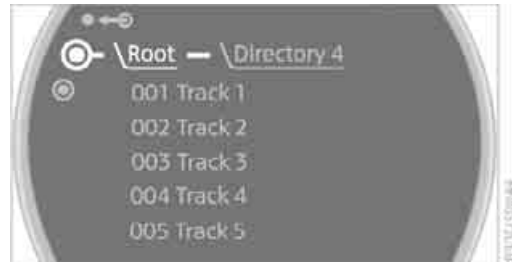 \Root — \Directory 4
001 Track 1
002 Track 2
003 Track 3
004 Track 4
005 Track 5